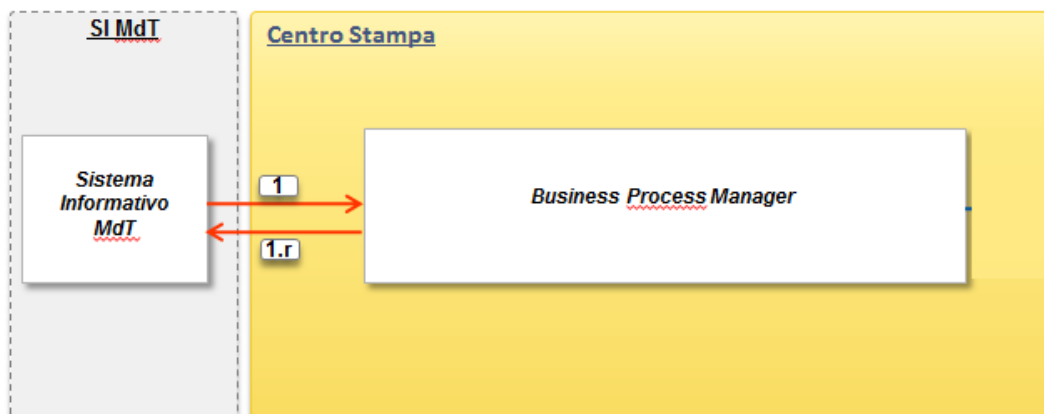 SI MdT
Centro Stampa
Sistema
Informativo
MdT
1
1.r
Business Process Manager